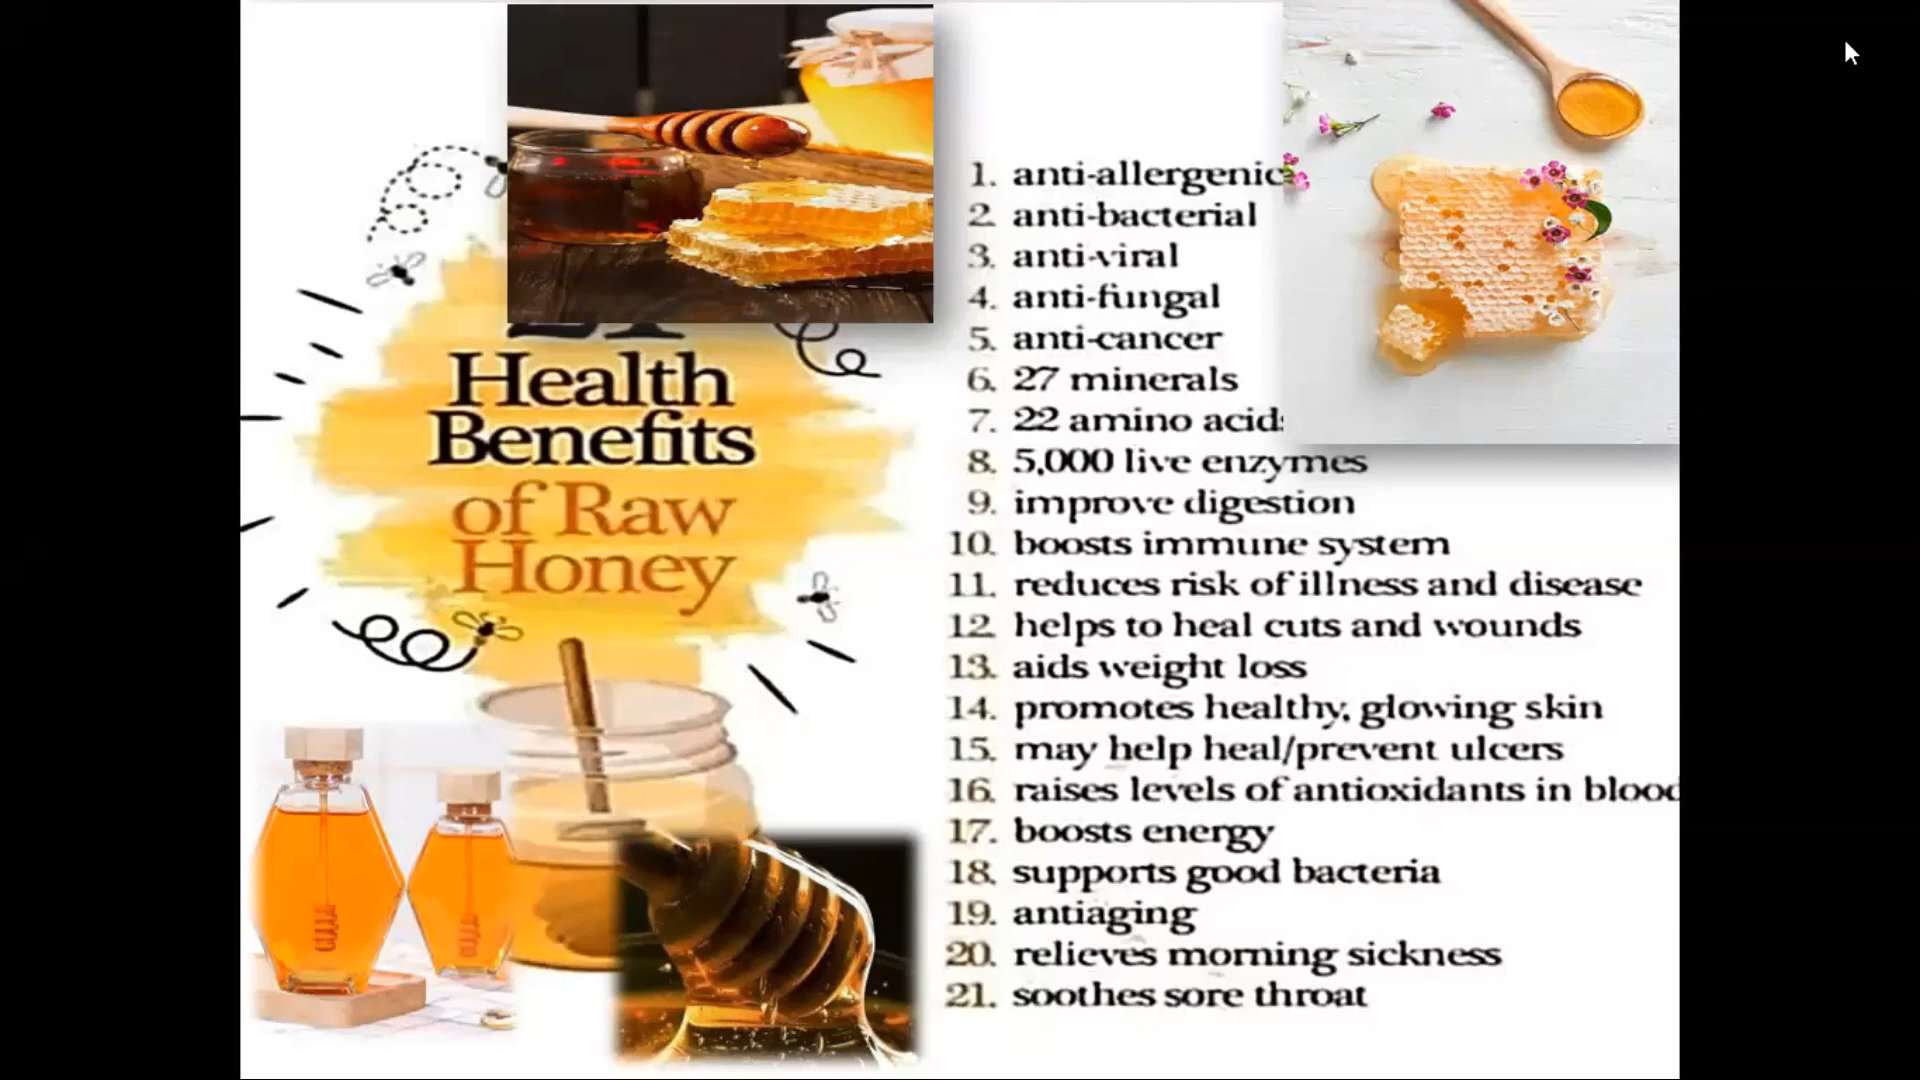 21
Health
Benefits
of Raw
Honey
1. anti-allergenic
2. anti-bacterial
3. anti-viral
4. anti-fungal
5. anti-cancer
6. 27 minerals
7. 22 amino acids
8. 5,000 live enzymes
9. improve digestion
10. boosts immune system
11. reduces risk of illness and disease
12. helps to heal cuts and wounds
13. aids weight loss
14. promotes healthy, glowing skin
15. may help heal/prevent ulcers
16. raises levels of antioxidants in blood
17. boosts energy
18. supports good bacteria
19. antiaging
20. relieves morning sickness
21. soothes sore throat